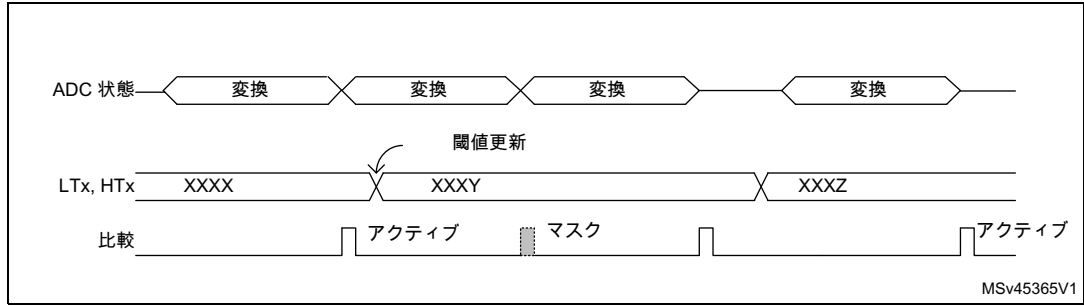 ADC 状態 変換 変換 変換 変換
閾値更新
LTx, HTx XXXX XXXY XXXZ
比較 アクティブ マスク アクティブ
MSv45365V1